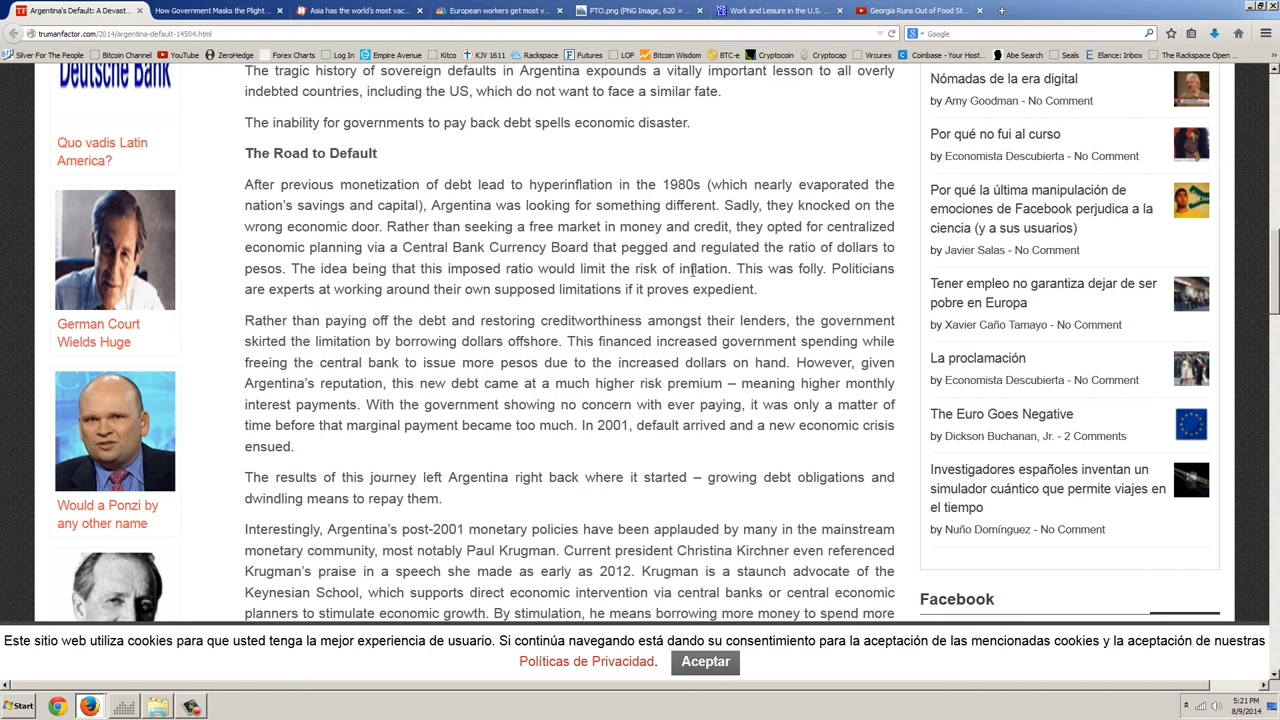 Argentina's Default: A Devast...
How Government Masks the Plight...
Asia has the world's most vac...
European workers get most v...
PTO.png (PNG Image, 620 ×
Work and Leisure in the U.S. ...
Georgia Runs Out of Food St...
trumanfactor.com/2014/argentina-default-14504.html
Google
Silver For The People
Bitcoin Channel
YouTube
ZeroHedge
Forex Charts
Log In
Empire Avenue
Kitco
KJV 1611
Radispace
Futures
LOP
Bitcoin Wisdom
BTC-e
Cryptocoin
Cryptocap
Wcurex
Coinbase - Your Host...
Abe Search
Seals
Elance: Inbox
The Rackspace Open ...
Deutsche Bank
Quo vadis Latin
America?
German Court
Wields Huge
Would a Ponzi by
any other name
The tragic history of sovereign defaults in Argentina expounds a vitally important lesson to all overly
indebted countries, including the US, which do not want to face a similar fate.
The inability for governments to pay back debt spells economic disaster.
The Road to Default
After previous monetization of debt lead to hyperinflation in the 1980s (which nearly evaporated the
nation's savings and capital), Argentina was looking for something different. Sadly, they knocked on the
wrong economic door. Rather than seeking a free market in money and credit, they opted for centralized
economic planning via a Central Bank Currency Board that pegged and regulated the ratio of dollars to
pesos. The idea being that this imposed ratio would limit the risk of inflation. This was folly. Politicians
are experts at working around their own supposed limitations if it proves expedient.
Rather than paying off the debt and restoring creditworthiness amongst their lenders, the government
skirted the limitation by borrowing dollars offshore. This financed increased government spending while
freeing the central bank to issue more pesos due to the increased dollars on hand. However, given
Argentina's reputation, this new debt came at a much higher risk premium – meaning higher monthly
interest payments. With the government showing no concern with ever paying, it was only a matter of
time before that marginal payment became too much. In 2001, default arrived and a new economic crisis
ensued.
The results of this journey left Argentina right back where it started – growing debt obligations and
dwindling means to repay them.
Interestingly, Argentina's post-2001 monetary policies have been applauded by many in the mainstream
monetary community, most notably Paul Krugman. Current president Christina Kirchner even referenced
Krugman's praise in a speech she made as early as 2012. Krugman is a staunch advocate of the
Keynesian School, which supports direct economic intervention via central banks or central economic
planners to stimulate economic growth. By stimulation, he means borrowing more money to spend more
Nómadas de la era digital
by Amy Goodman - No Comment
Por qué no fui al curso
by Economista Descubierta - No Comment
Por qué la última manipulación de
emociones de Facebook perjudica a la
ciencia (y a sus usuarios)
by Javier Salas - No Comment
Tener empleo no garantiza dejar de ser
pobre en Europa
by Xavier Caño Tamayo - No Comment
La proclamación
by Economista Descubierta - No Comment
The Euro Goes Negative
by Dickson Buchanan, Jr. - 2 Comments
Investigadores españoles inventan un
simulador cuántico que permite viajes en
el tiempo
by Nuño Domínguez - No Comment
Facebook
Este sitio web utiliza cookies para que usted tenga la mejor experiencia de usuario. Si continúa navegando está dando su consentimiento para la aceptación de las mencionadas cookies y la aceptación de nuestras
Políticas de Privacidad.
Aceptar
Start
5:21 PM
8/9/2014